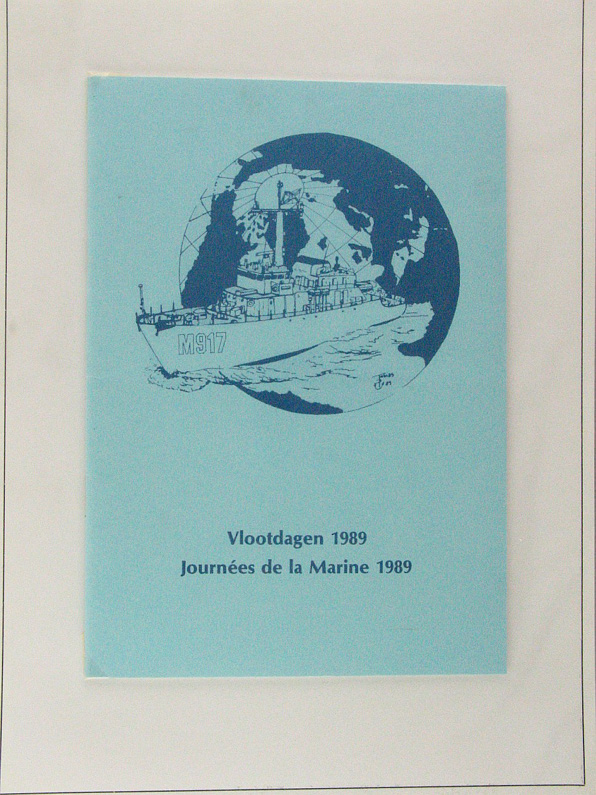 M917
Vlootdagen 1989
Journées de la Marine 1989